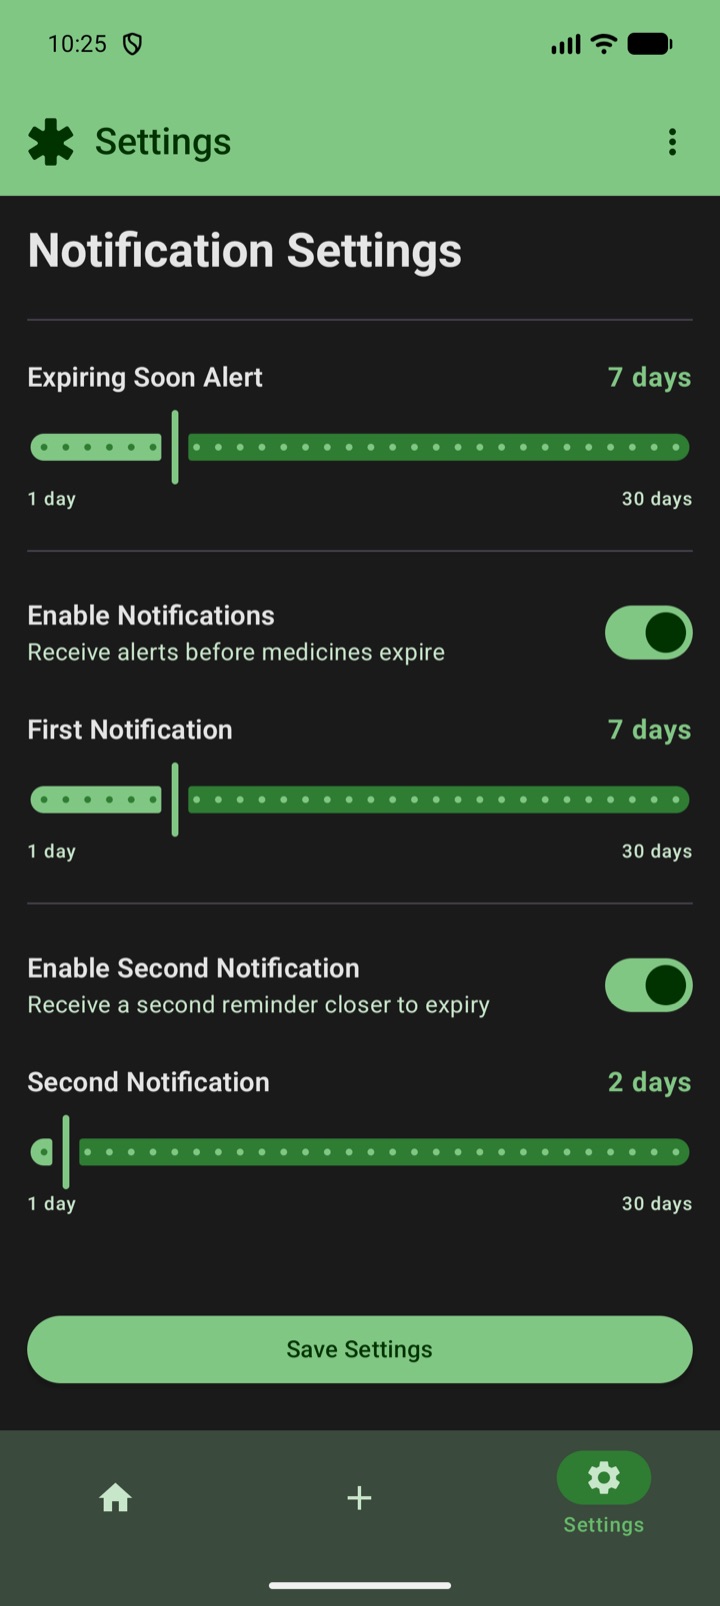 10:25
Settings
Notification Settings
Expiring Soon Alert 7 days
1 day 30 days
Enable Notifications
Receive alerts before medicines expire
First Notification 7 days
1 day 30 days
Enable Second Notification
Receive a second reminder closer to expiry
Second Notification 2 days
1 day 30 days
Save Settings
Settings